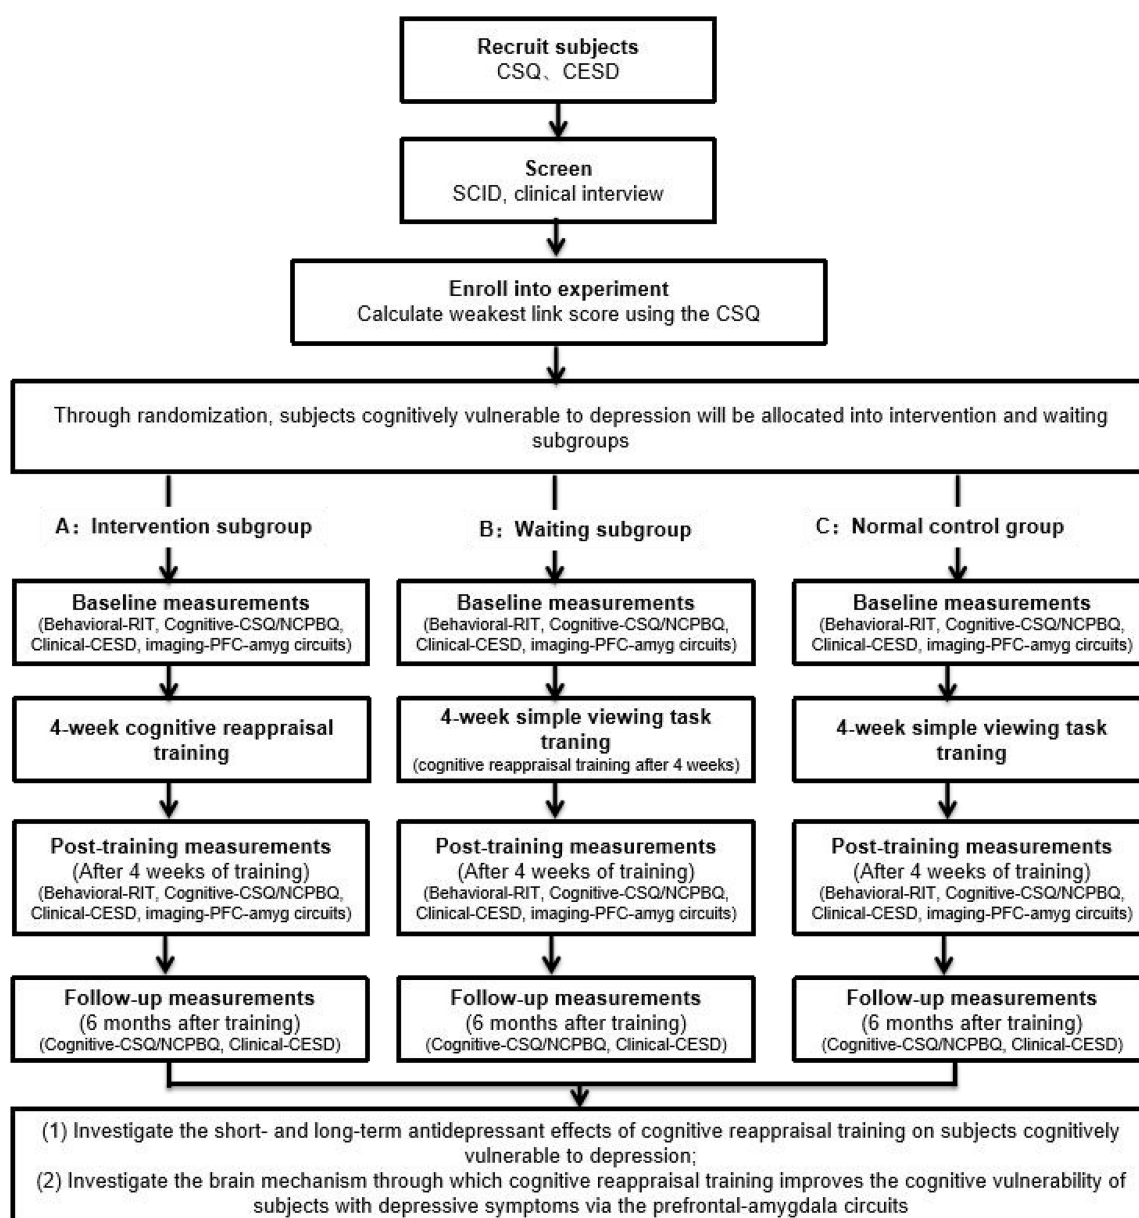 Recruit subjects
CSQ、CESD
Screen
SCID, clinical interview
Enroll into experiment
Calculate weakest link score using the CSQ
Through randomization, subjects cognitively vulnerable to depression will be allocated into intervention and waiting
subgroups
A： Intervention subgroup
B： Waiting subgroup
C： Normal control group
Baseline measurements
(Behavioral-RIT, Cognitive-CSQ/NCPBQ,
Clinical-CESD, imaging-PFC-amyg circuits)
Baseline measurements
(Behavioral-RIT, Cognitive-CSQ/NCPBQ,
Clinical-CESD, imaging-PFC-amyg circuits)
Baseline measurements
(Behavioral-RIT, Cognitive-CSQ/NCPBQ,
Clinical-CESD, imaging-PFC-amyg circuits)
4-week cognitive reappraisal
training
4-week simple viewing task
traning
(cognitive reappraisal training after 4 weeks)
4-week simple viewing task
traning
Post-training measurements
(After 4 weeks of training)
(Behavioral-RIT, Cognitive-CSQ/NCPBQ,
Clinical-CESD, imaging-PFC-amyg circuits)
Post-training measurements
(After 4 weeks of training)
(Behavioral-RIT, Cognitive-CSQ/NCPBQ,
Clinical-CESD, imaging-PFC-amyg circuits)
Post-training measurements
(After 4 weeks of training)
(Behavioral-RIT, Cognitive-CSQ/NCPBQ,
Clinical-CESD, imaging-PFC-amyg circuits)
Follow-up measurements
(6 months after training)
(Cognitive-CSQ/NCPBQ, Clinical-CESD)
Follow-up measurements
(6 months after training)
(Cognitive-CSQ/NCPBQ, Clinical-CESD)
Follow-up measurements
(6 months after training)
(Cognitive-CSQ/NCPBQ, Clinical-CESD)
(1) Investigate the short- and long-term antidepressant effects of cognitive reappraisal training on subjects cognitively
vulnerable to depression;
(2) Investigate the brain mechanism through which cognitive reappraisal training improves the cognitive vulnerability of
subjects with depressive symptoms via the prefrontal-amygdala circuits